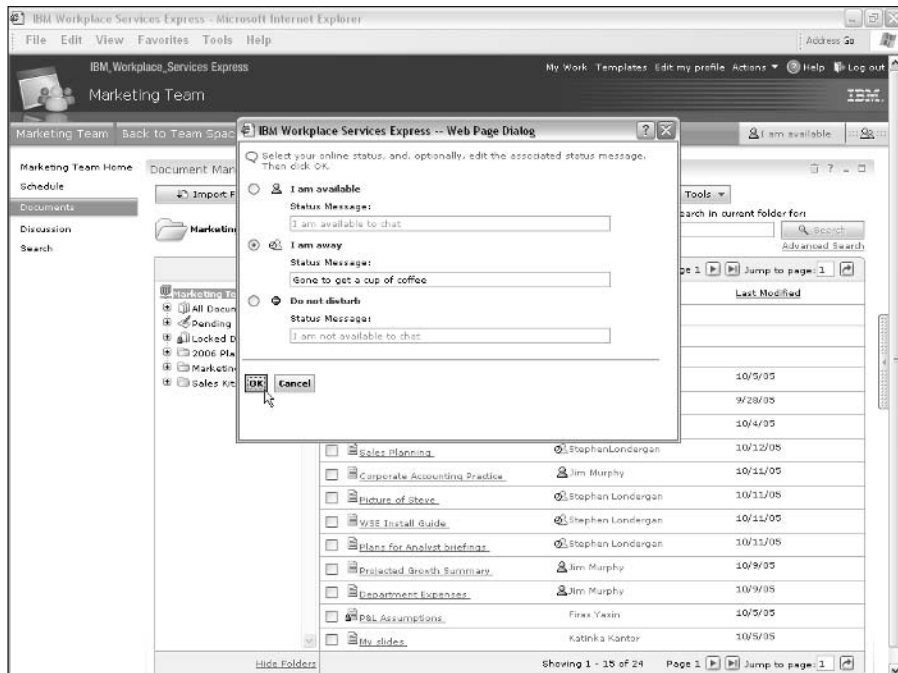 IBM Workplace Services Express - Microsoft Internet Explorer
File Edit View Favorites Tools Help
Address Go
IBM_Workplace_Services Express
My Work Templates Edit my profile Actions Help Log out
Marketing Team
IBM.
Marketing Team Back to Team Spac
I am available
IBM Workplace Services Express -- Web Page Dialog
Select your online status, and, optionally, edit the associated status message.
Then click OK.
I am available
Status Message:
I am available to chat
I am away
Status Message:
Gone to get a cup of coffee
Do not disturb
Status Message:
I am not available to chat
OK Cancel
Marketing Team Home
Schedule
Documents
Discussion
Search
Document Man
Import F
Tools
Marketin
earch in current folder for:
Search
Advanced Search
ge 1 Jump to page: 1
Last Modified
Marketing Te
All Docun
Pending
Locked D
2006 Pla
Marketin
Sales Kit
10/5/05
9/28/05
10/4/05
Sales Planning StephenLondergan 10/12/05
Corporate Accounting Practice Jim Murphy 10/11/05
Picture of Steve Stephen Londergan 10/11/05
WSE Install Guide Stephen Londergan 10/11/05
Plans for Analyst briefings Stephen Londergan 10/11/05
Projected Growth Summary Jim Murphy 10/9/05
Department Expenses Jim Murphy 10/9/05
P&L Assumptions Firas Yasin 10/5/05
My slides Katinka Kantor 10/5/05
Hide Folders
Showing 1 - 15 of 24 Page 1 Jump to page: 1